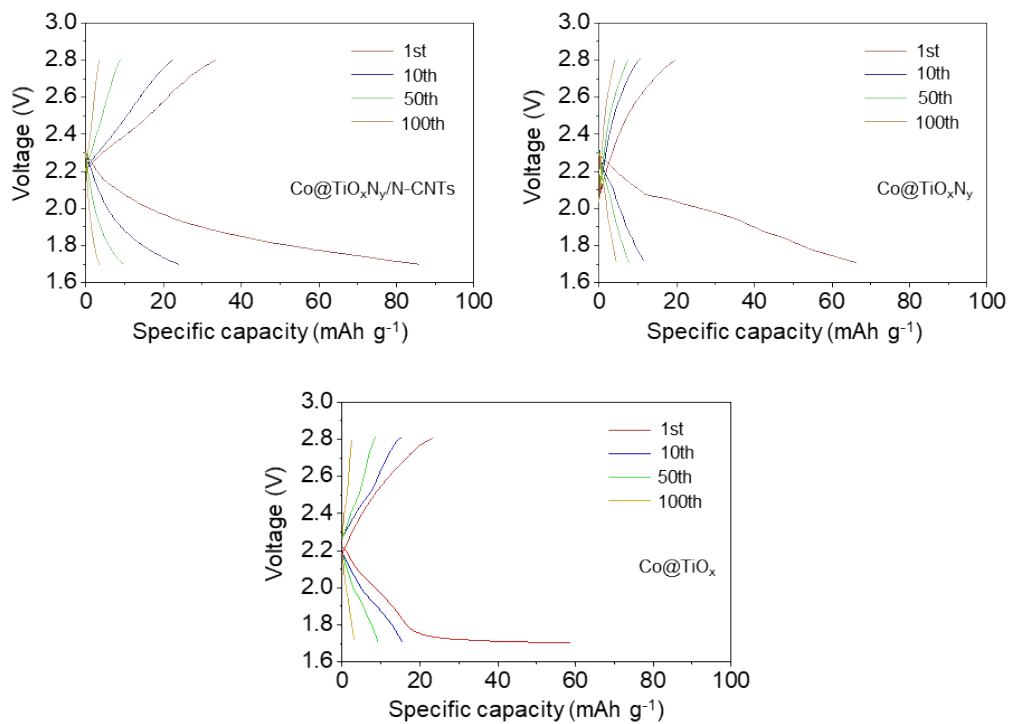 3.0
2.8
2.6
2.4
2.2
2.0
1.8
1.6
Voltage (V)
1st
10th
50th
100th
Co@TiOₓNᵧ/N-CNTs
0 20 40 60 80 100
Specific capacity (mAh g⁻¹)
3.0
2.8
2.6
2.4
2.2
2.0
1.8
1.6
Voltage (V)
1st
10th
50th
100th
Co@TiOₓNᵧ
0 20 40 60 80 100
Specific capacity (mAh g⁻¹)
3.0
2.8
2.6
2.4
2.2
2.0
1.8
1.6
Voltage (V)
1st
10th
50th
100th
Co@TiOₓ
0 20 40 60 80 100
Specific capacity (mAh g⁻¹)